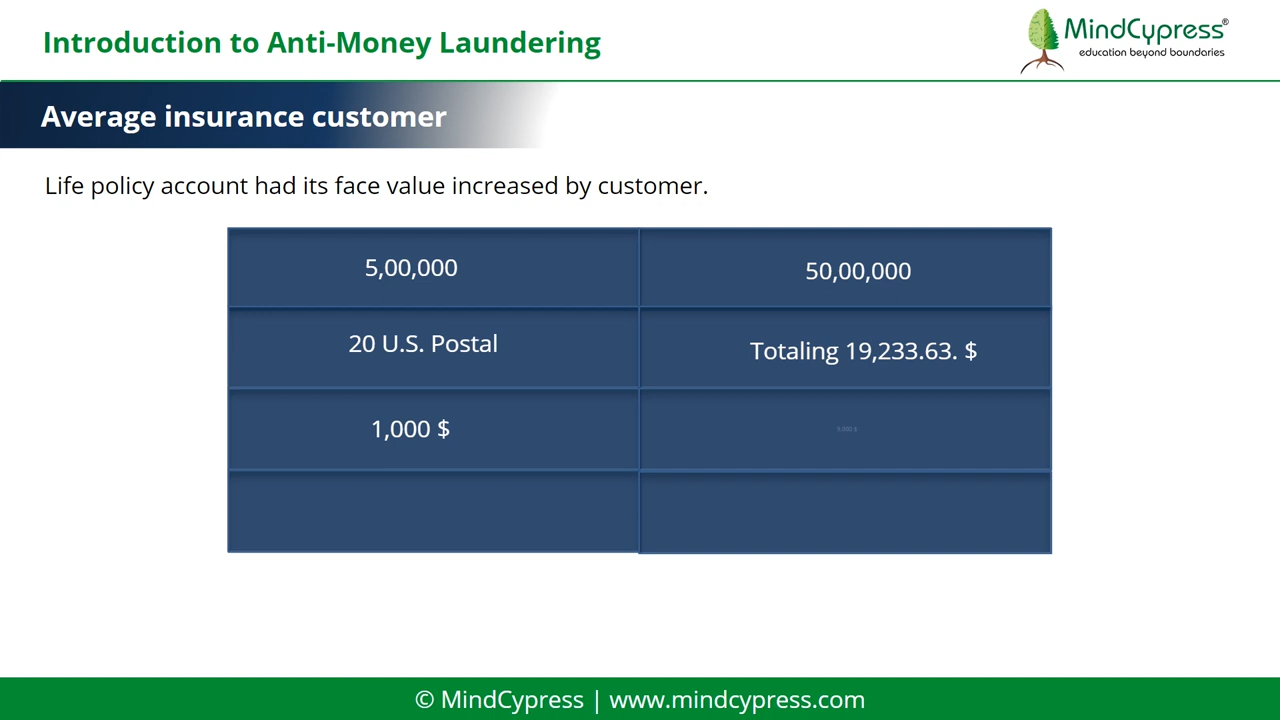 Introduction to Anti-Money Laundering
MindCypress®
education beyond boundaries
Average insurance customer
Life policy account had its face value increased by customer.
5,00,000
50,00,000
20 U.S. Postal
Totaling 19,233.63. $
1,000 $
© MindCypress | www.mindcypress.com